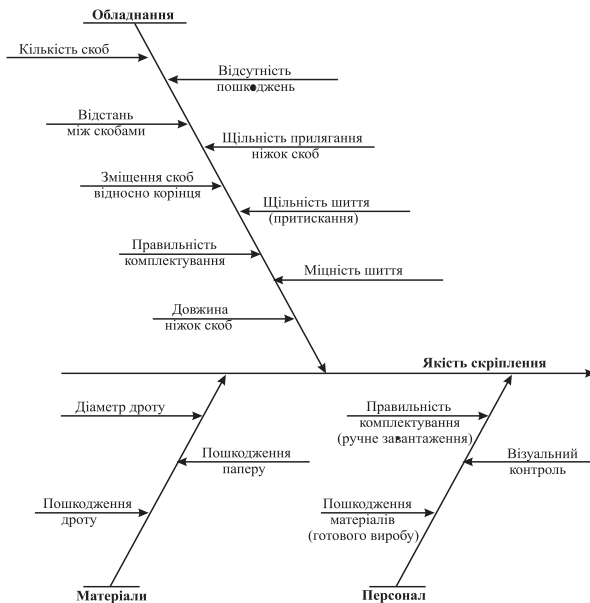 Обладнання
Кількість скоб
Відсутність
пошкоджень
Відстань
між скобами
Щільність прилягання
ніжок скоб
Зміщення скоб
відносно корінця
Щільність шиття
(притискання)
Правильність
комплектування
Міцність шиття
Довжина
ніжок скоб
Якість скріплення
Діаметр дроту
Пошкодження
паперу
Пошкодження
дроту
Матеріали
Правильність
комплектування
(ручне завантаження)
Візуальний
контроль
Пошкодження
матеріалів
(готового виробу)
Персонал